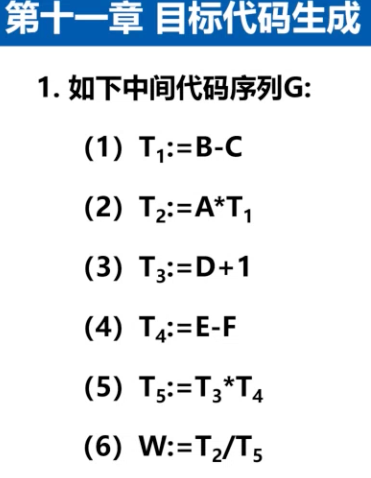 第十一章 目标代码生成
1. 如下中间代码序列G:
(1) T₁:=B-C
(2) T₂:=A*T₁
(3) T₃:=D+1
(4) T₄:=E-F
(5) T₅:=T₃*T₄
(6) W:=T₂/T₅